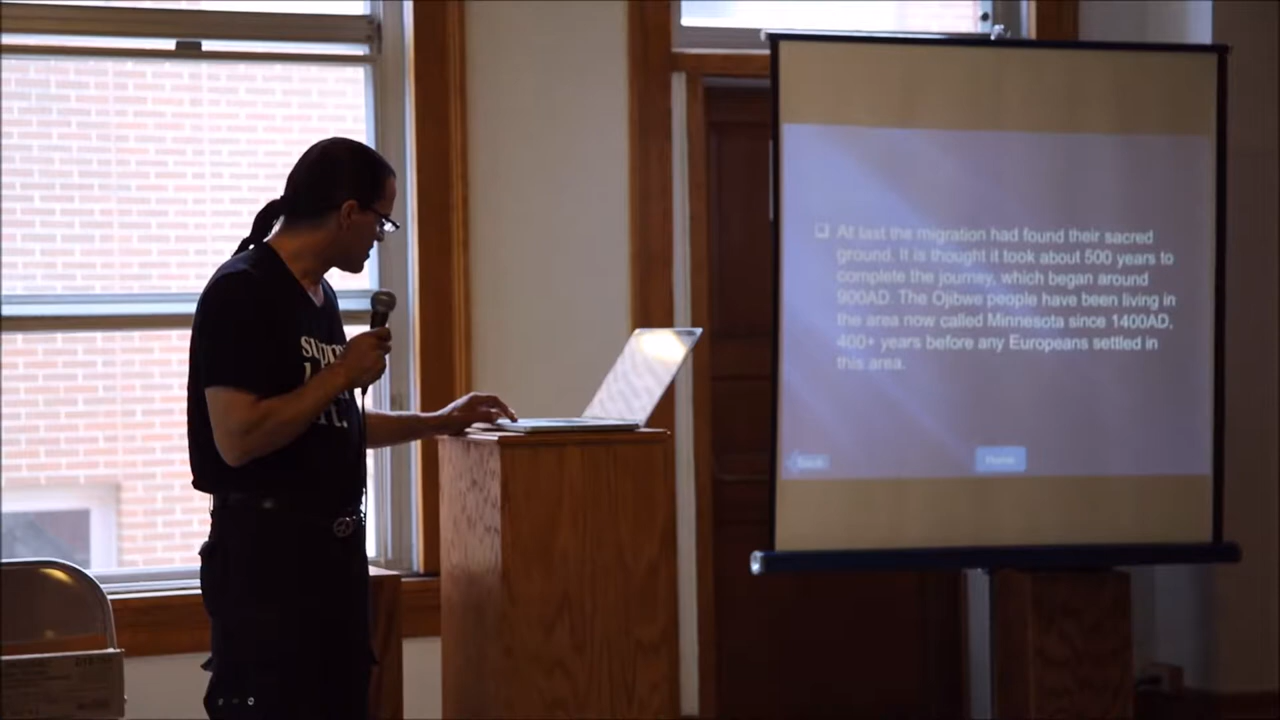 supp
❑ At last the migration had found their sacred
ground. It is thought it took about 500 years to
complete the journey, which began around
900AD. The Ojibwe people have been living in
the area now called Minnesota since 1400AD,
400+ years before any Europeans settled in
this area.
Back
Home